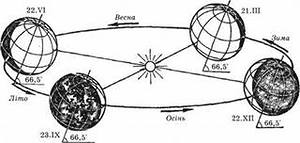 22.VI
Весна
21.III
Зима
66,5°
66,5°
Літо
23.IX
Осінь
22.XII
66,5°
66,5°